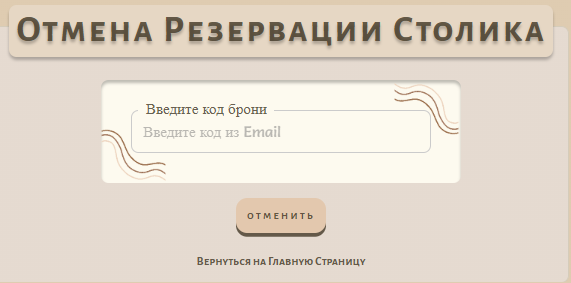 Отмена Резервации Столика
Введите код брони
Введите код из Email
ОТМЕНИТЬ
Вернуться на Главную Страницу